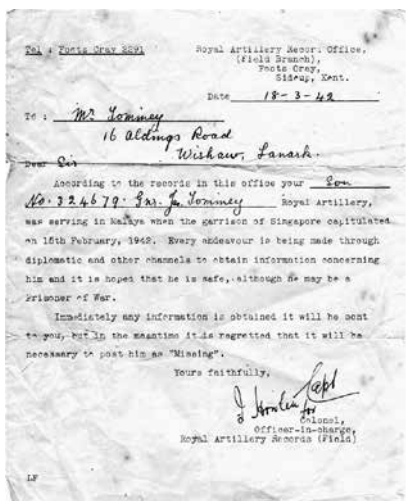 Tel : Foots Cray 2291
Royal Artillery Record Office,
(Field Branch),
Foots Cray,
Sidcup, Kent.
Date 18-3-42
To : Mr Tominey
16 Aldings Road
Wishaw, Lanark.
Dear Sir
According to the records in this office your Son
No. 324679. Gnr. Jas Tominey Royal Artillery,
was serving in Malaya when the garrison of Singapore capitulated
on 15th February, 1942. Every endeavour is being made through
diplomatic and other channels to obtain information concerning
him and it is hoped that he is safe, although he may be a
Prisoner of War.
Immediately any information is obtained it will be sent
to you, but in the meantime it is regretted that it will be
necessary to post him as "Missing".
Yours faithfully,
Capt
for
Colonel,
Officer-in-charge,
Royal Artillery Records (Field)
LF